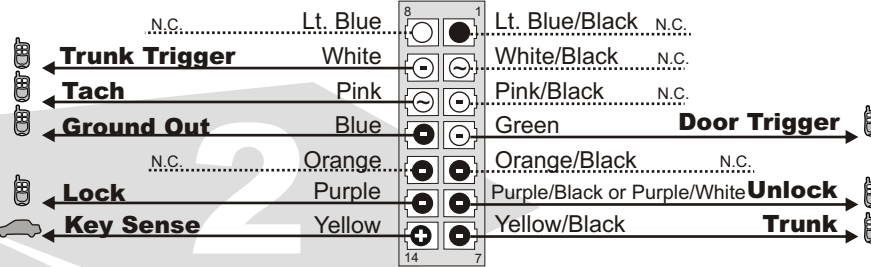 8 1
N.C. Lt. Blue Lt. Blue/Black N.C.
Trunk Trigger White White/Black N.C.
Tach Pink Pink/Black N.C.
Ground Out Blue Green Door Trigger
N.C. Orange Orange/Black N.C.
Lock Purple Purple/Black or Purple/White Unlock
Key Sense Yellow Yellow/Black Trunk
14 7
2